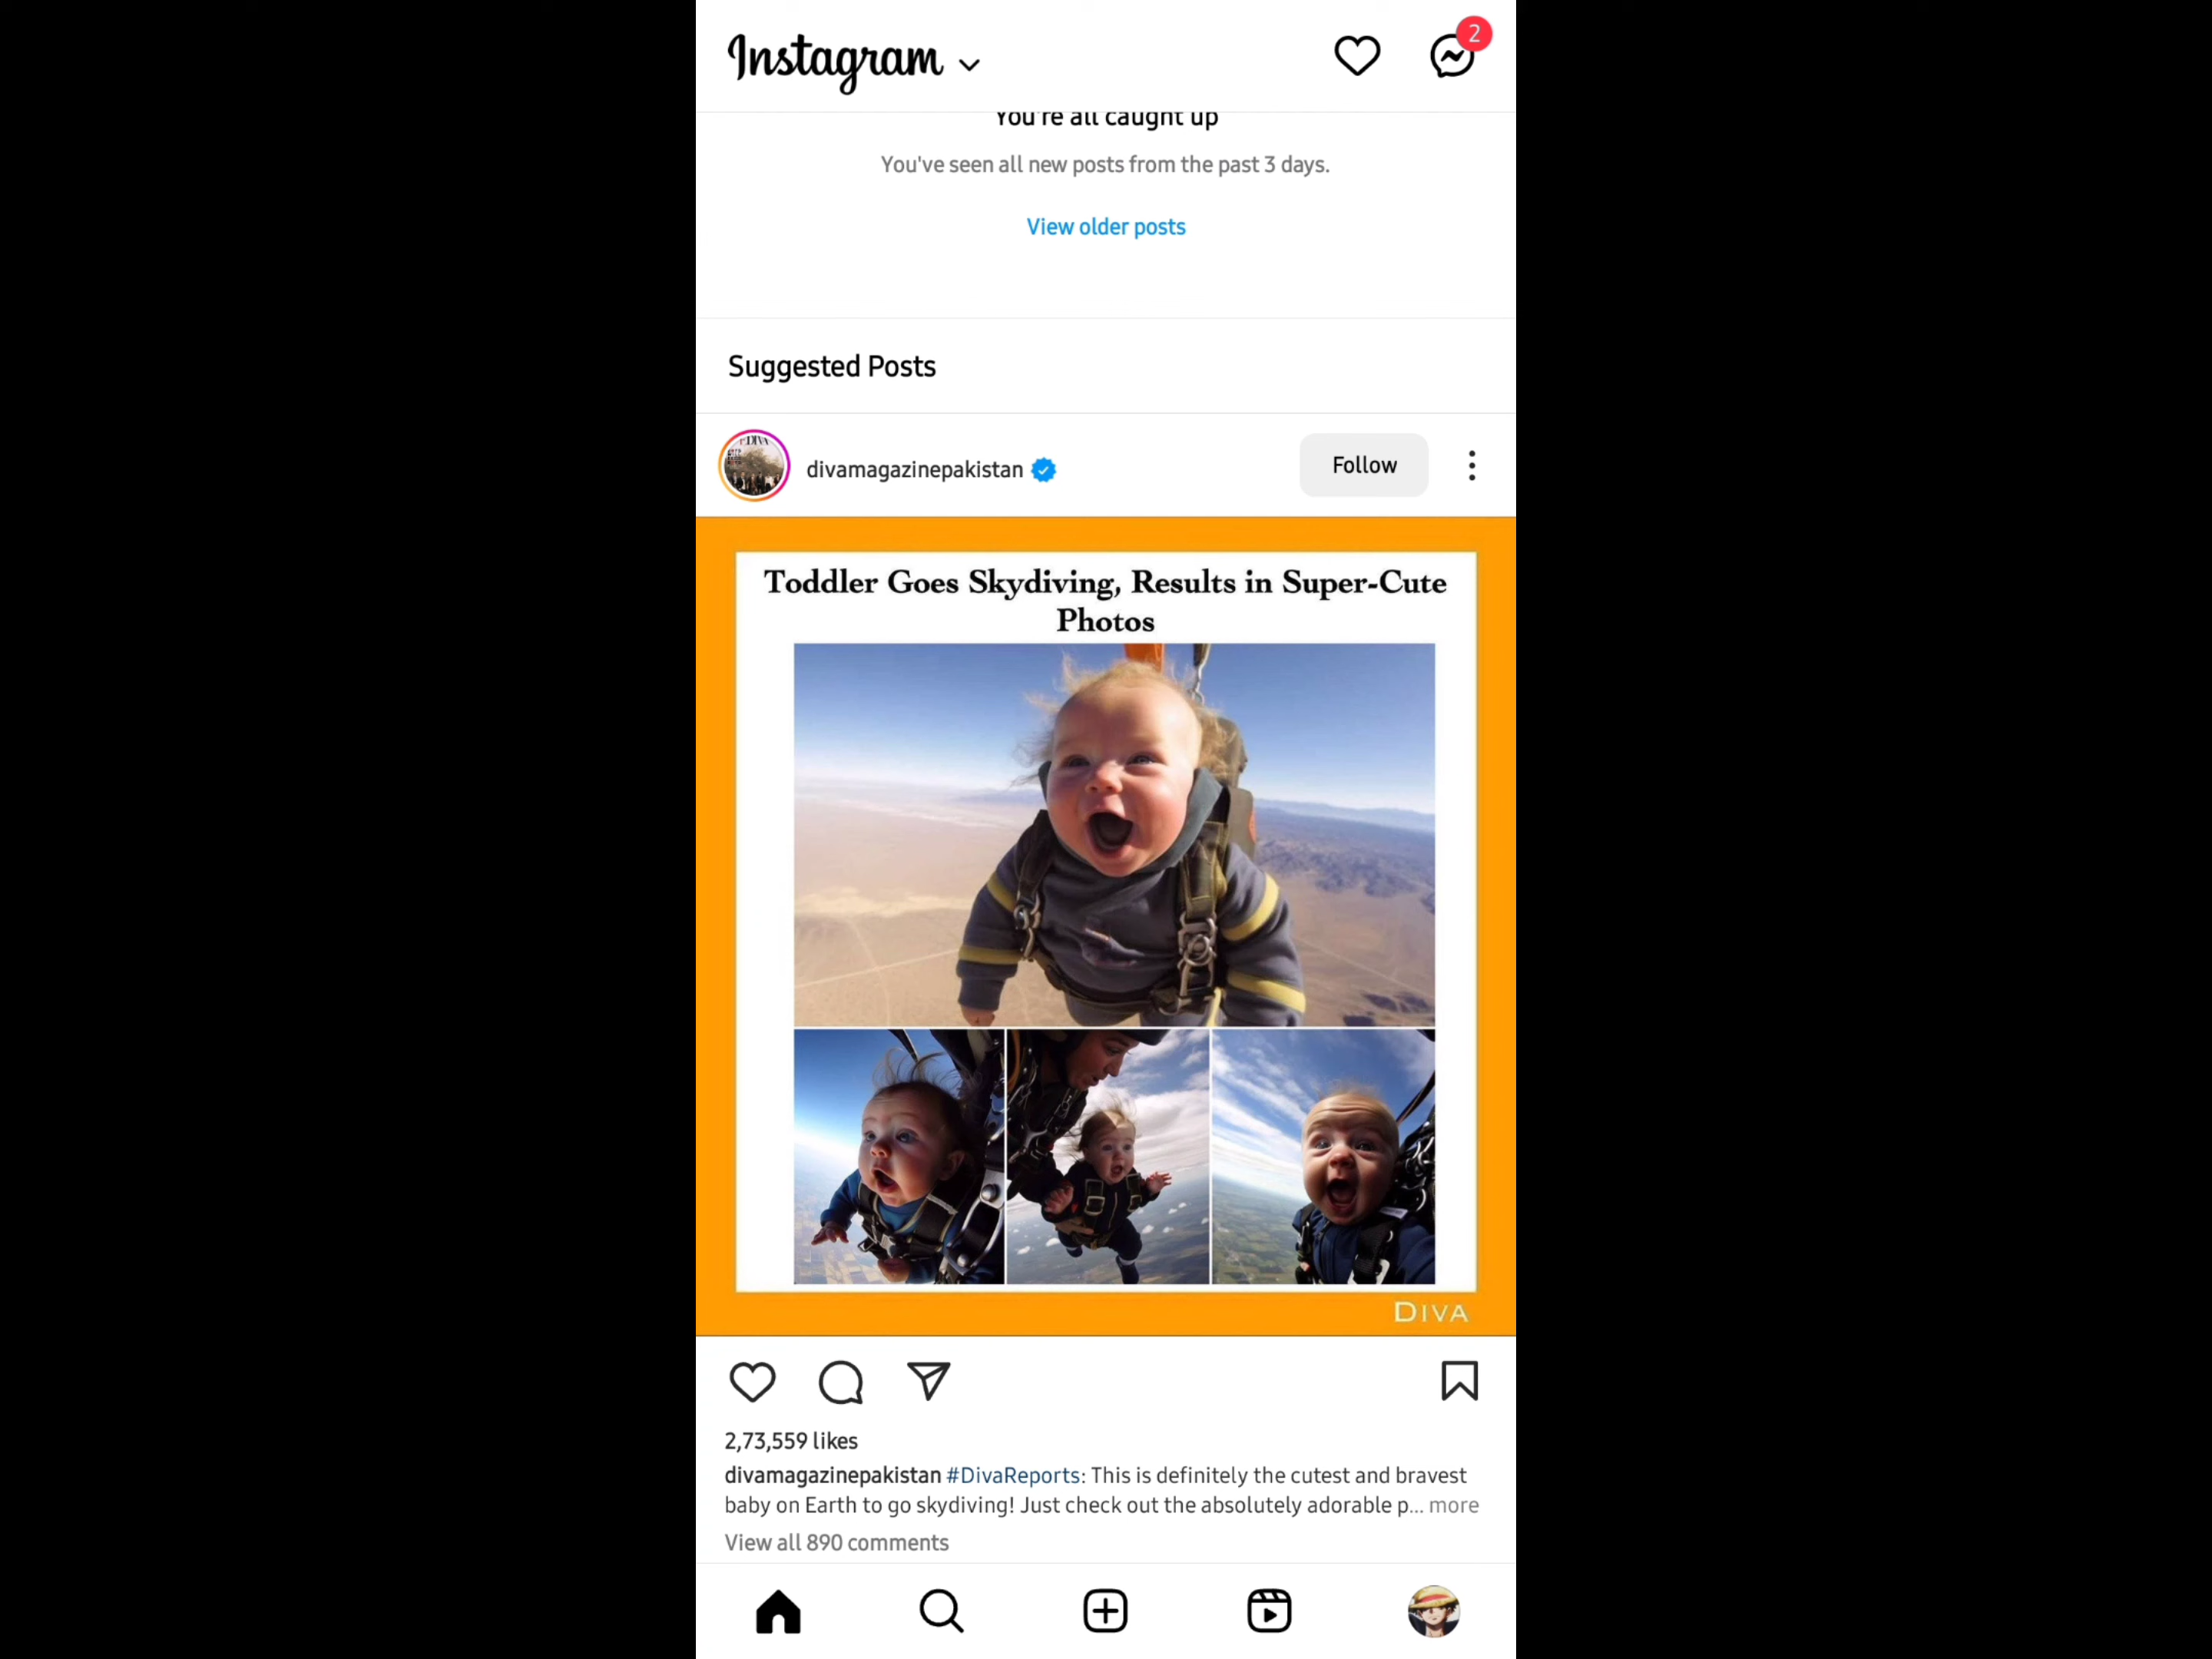 Instagram
2
You're all caught up
You've seen all new posts from the past 3 days.
View older posts
Suggested Posts
DIVA
divamagazinepakistan
Follow
Toddler Goes Skydiving, Results in Super-Cute
Photos
DIVA
2,73,559 likes
divamagazinepakistan #DivaReports: This is definitely the cutest and bravest
baby on Earth to go skydiving! Just check out the absolutely adorable p... more
View all 890 comments